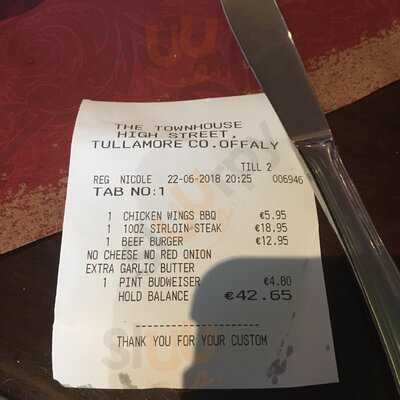 THE TOWNHOUSE
HIGH STREET,
TULLAMORE CO.OFFALY
TILL 2
REG NICOLE 22-06-2018 20:25 006946
TAB NO:1
1 CHICKEN WINGS BBQ €5.95
1 10OZ SIRLOIN STEAK €18.95
1 BEEF BURGER €12.95
NO CHEESE NO RED ONION
EXTRA GARLIC BUTTER
1 PINT BUDWEISER €4.80
HOLD BALANCE €42.65
THANK YOU FOR YOUR CUSTOM